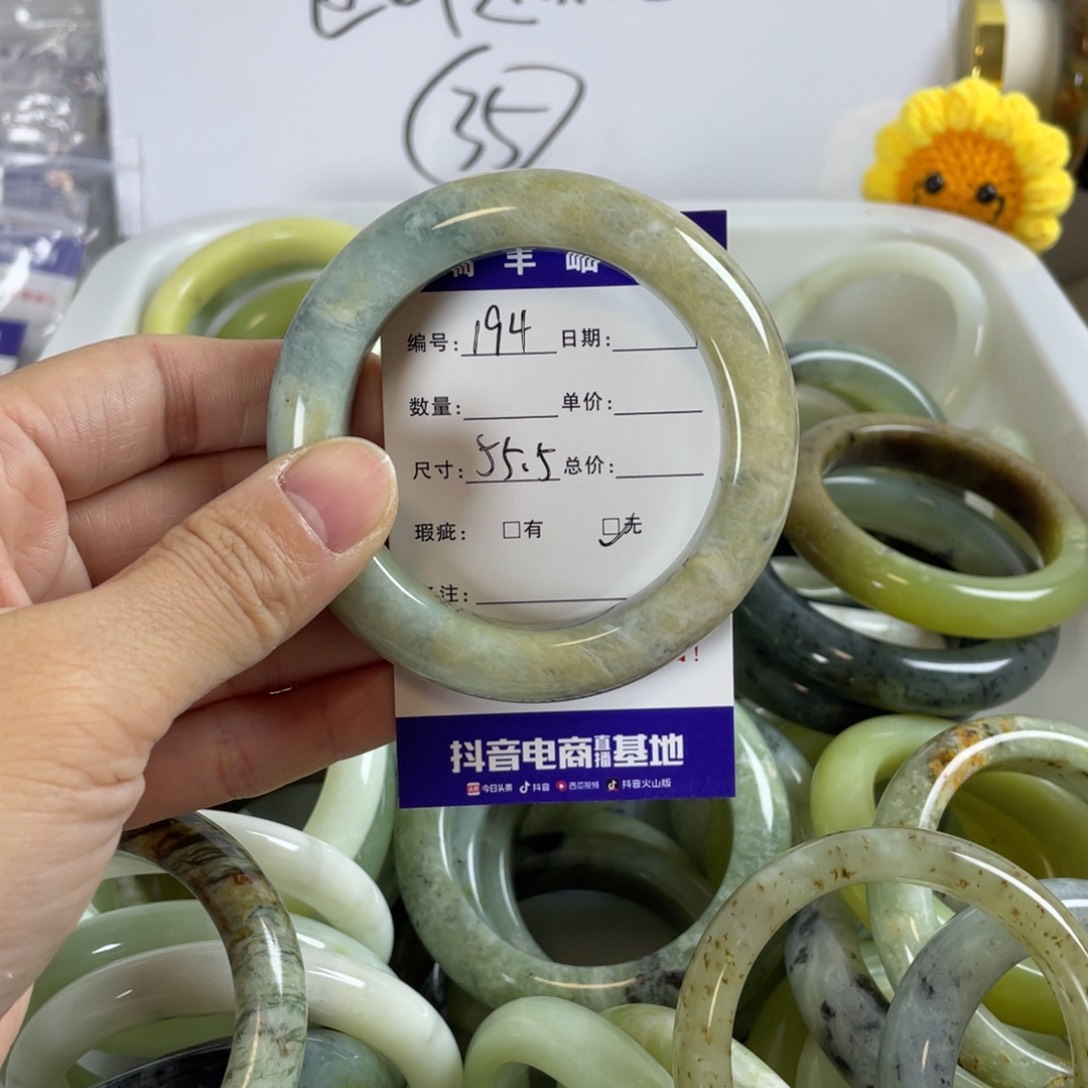 35
编号: 194 日期:
数量: 单价:
尺寸: 55.5 总价:
瑕疵: □有 □无
注:
!
抖音电商直播基地
今日头条 抖音 西瓜视频 抖音火山版